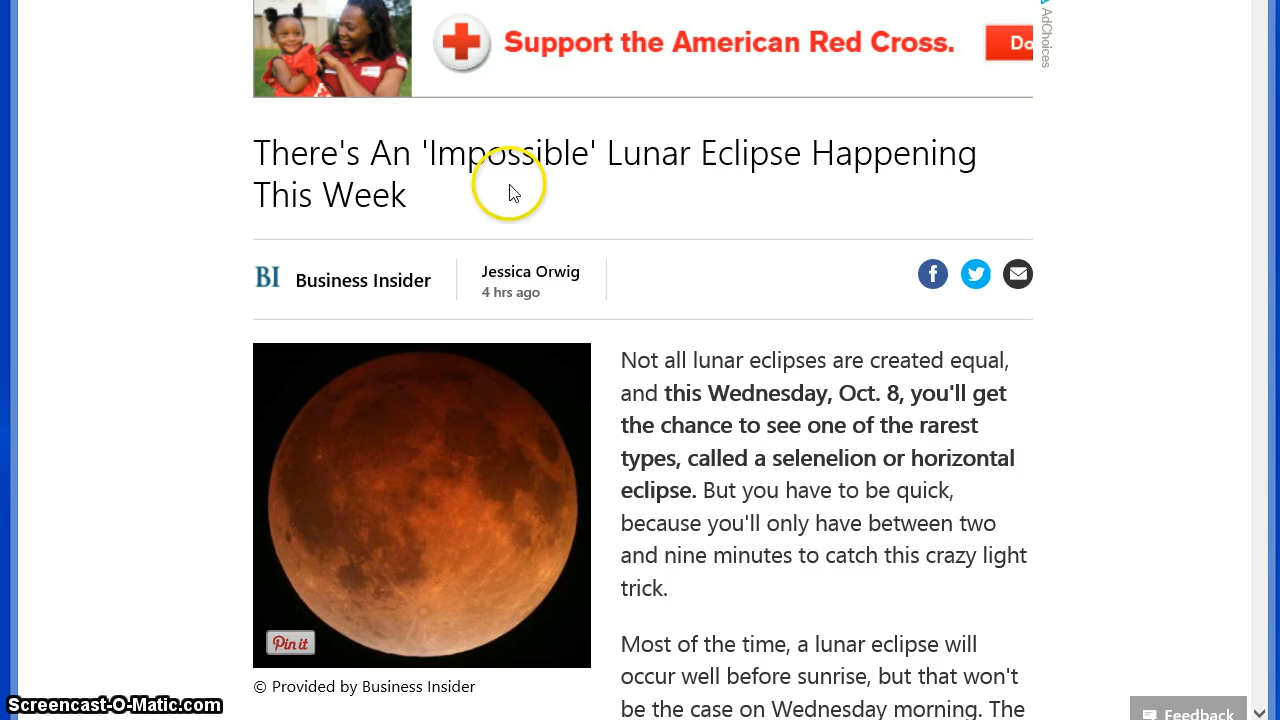 Support the American Red Cross.
Do
AdChoices
There's An 'Impossible' Lunar Eclipse Happening
This Week
BI Business Insider
Jessica Orwig
4 hrs ago
Not all lunar eclipses are created equal,
and this Wednesday, Oct. 8, you'll get
the chance to see one of the rarest
types, called a selenelion or horizontal
eclipse. But you have to be quick,
because you'll only have between two
and nine minutes to catch this crazy light
trick.
Pin it
© Provided by Business Insider
Most of the time, a lunar eclipse will
occur well before sunrise, but that won't
be the case on Wednesday morning. The
Feedback
Screencast-O-Matic.com